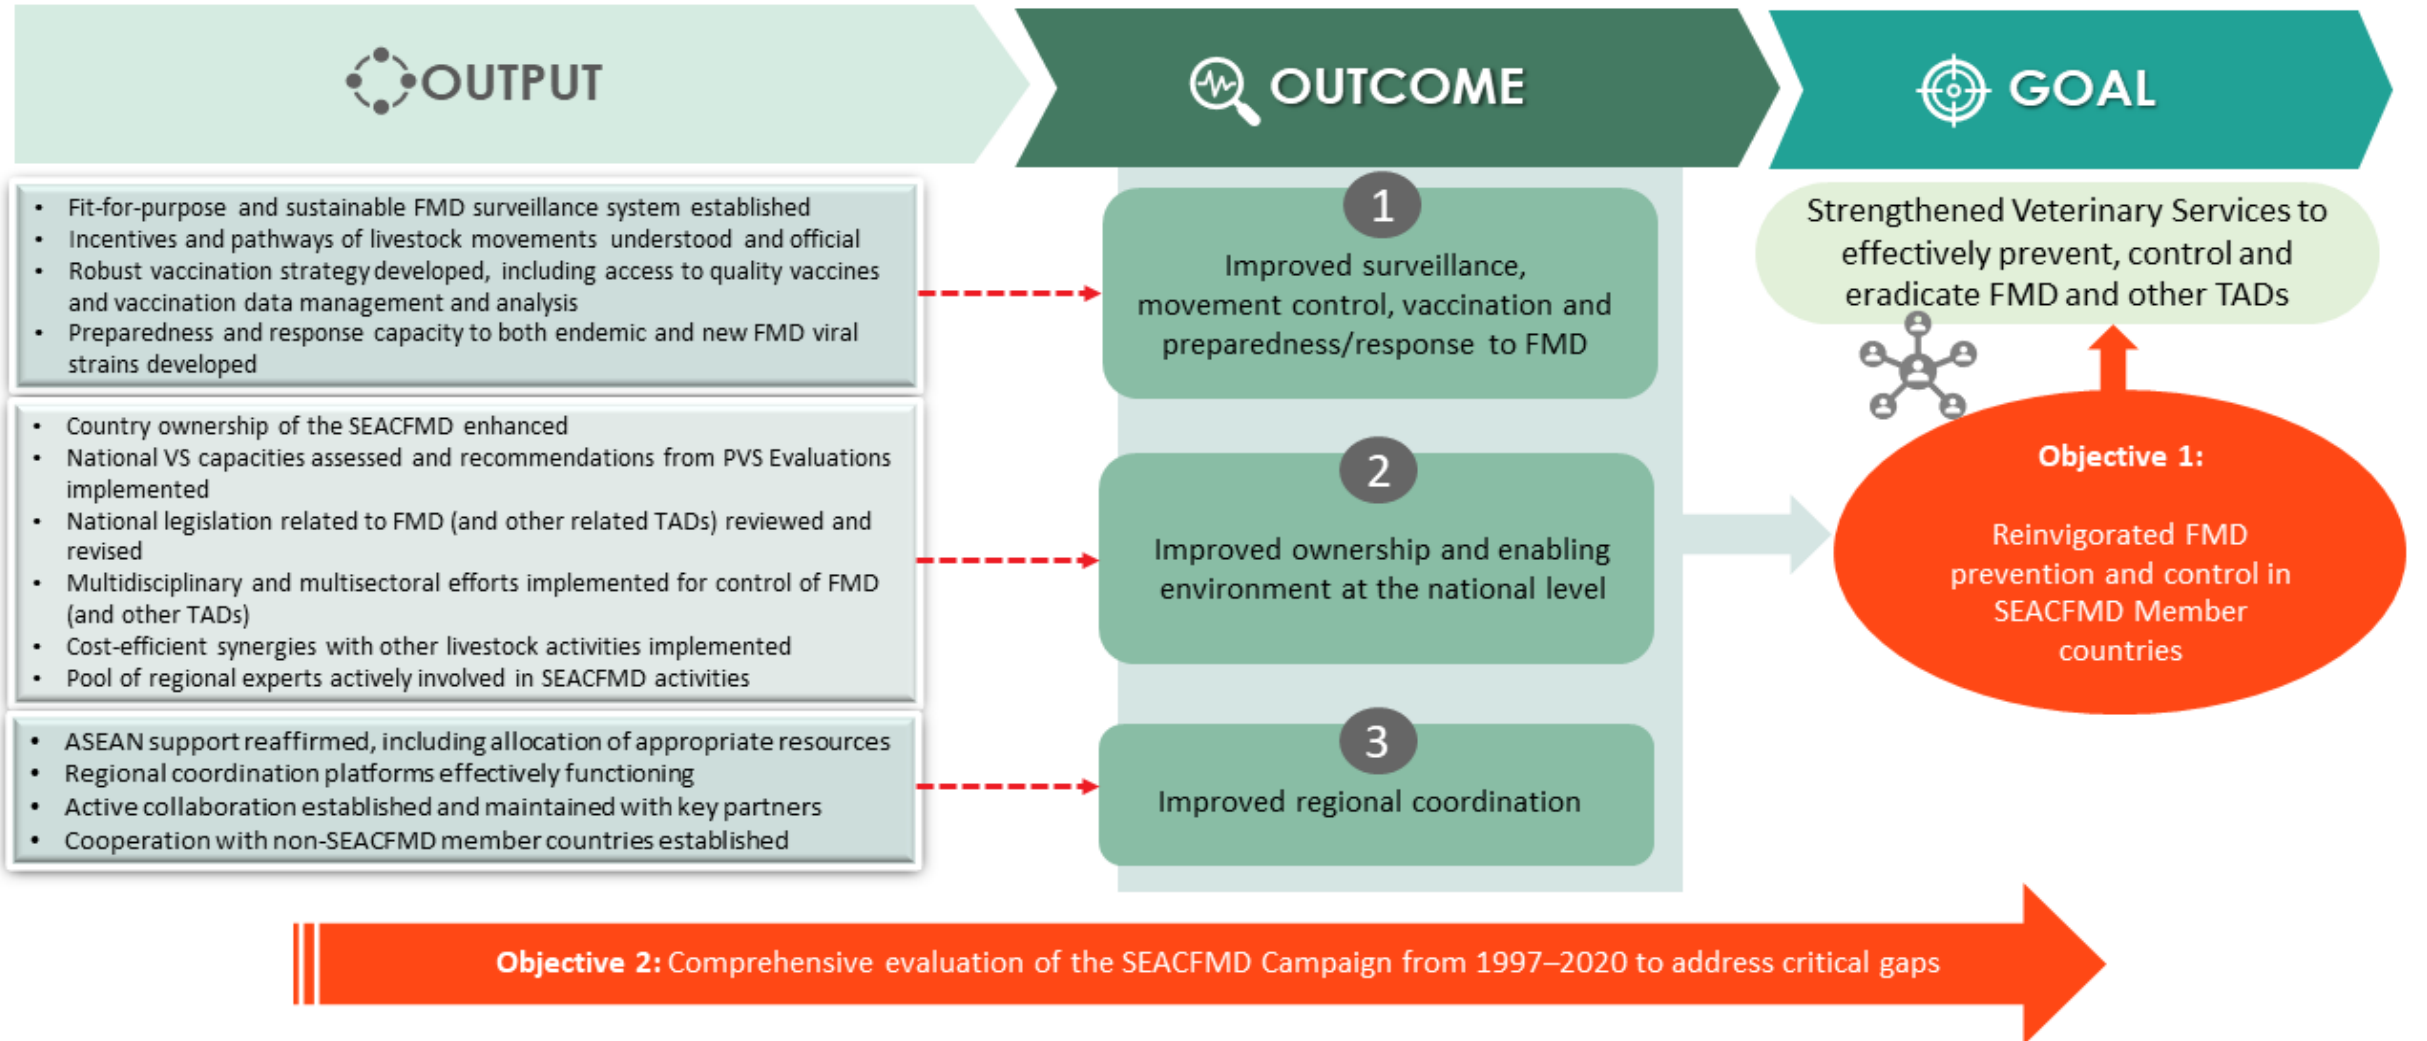 OUTPUT
OUTCOME
GOAL
• Fit-for-purpose and sustainable FMD surveillance system established
• Incentives and pathways of livestock movements understood and official
• Robust vaccination strategy developed, including access to quality vaccines
and vaccination data management and analysis
• Preparedness and response capacity to both endemic and new FMD viral
strains developed
• Country ownership of the SEACFMD enhanced
• National VS capacities assessed and recommendations from PVS Evaluations
implemented
• National legislation related to FMD (and other related TADs) reviewed and
revised
• Multidisciplinary and multisectoral efforts implemented for control of FMD
(and other TADs)
• Cost-efficient synergies with other livestock activities implemented
• Pool of regional experts actively involved in SEACFMD activities
• ASEAN support reaffirmed, including allocation of appropriate resources
• Regional coordination platforms effectively functioning
• Active collaboration established and maintained with key partners
• Cooperation with non-SEACFMD member countries established
1
Improved surveillance,
movement control, vaccination and
preparedness/response to FMD
2
Improved ownership and enabling
environment at the national level
3
Improved regional coordination
Strengthened Veterinary Services to
effectively prevent, control and
eradicate FMD and other TADs
Objective 1:
Reinvigorated FMD
prevention and control in
SEACFMD Member
countries
Objective 2: Comprehensive evaluation of the SEACFMD Campaign from 1997–2020 to address critical gaps